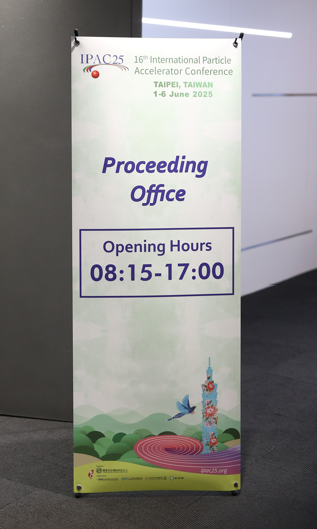 IPAC25
16th International Particle
Accelerator Conference
TAIPEI, TAIWAN
1-6 June 2025
Proceeding
Office
Opening Hours
08:15-17:00
ipac25.org